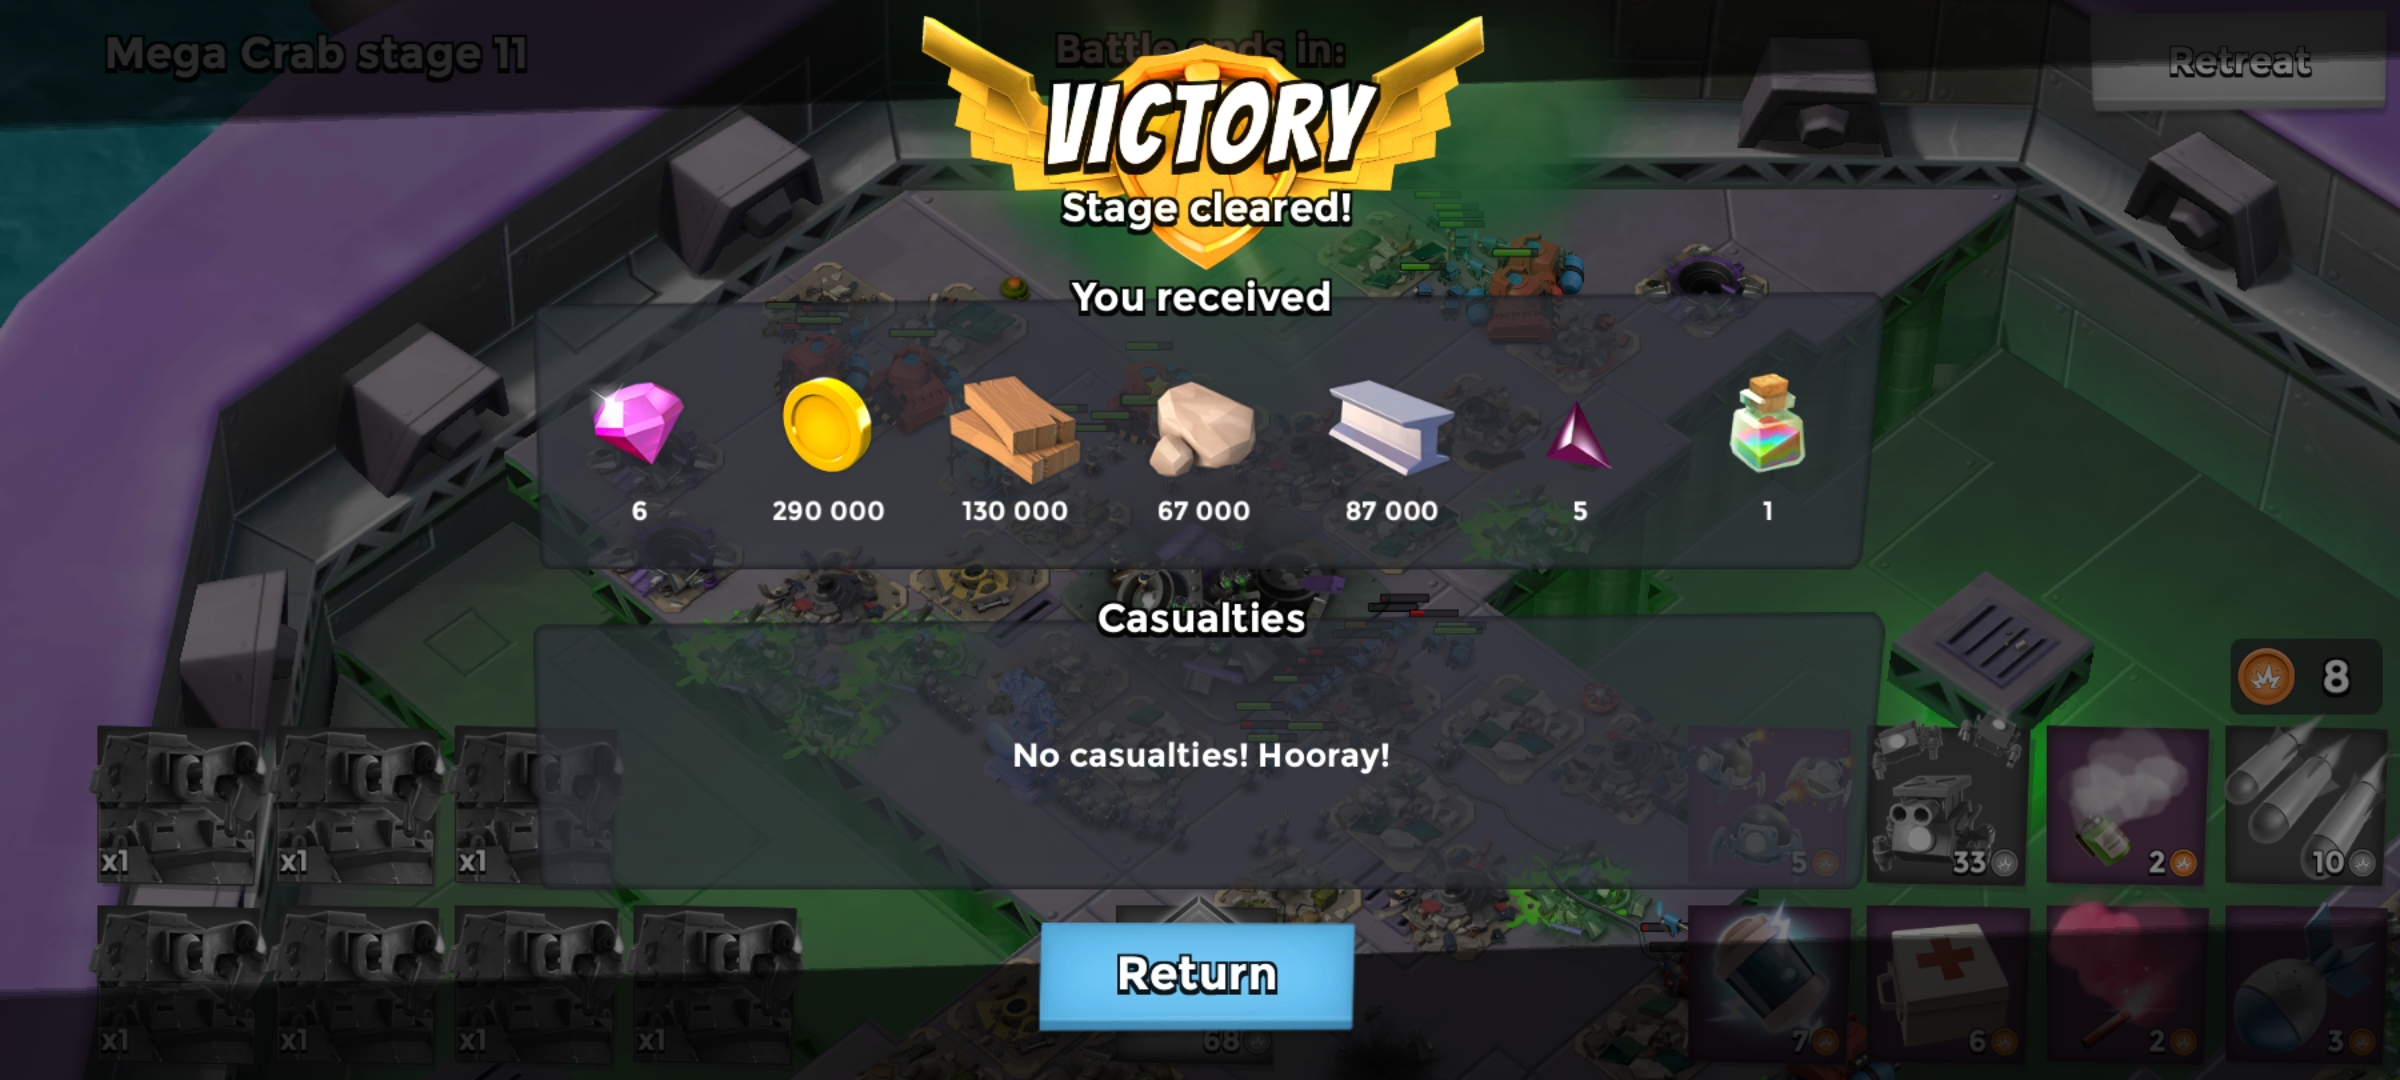 Mega Crab stage 11
Battle ends in:
Retreat
VICTORY
Stage cleared!
You received
6
290 000
130 000
67 000
87 000
5
1
Casualties
No casualties! Hooray!
8
x1
x1
x1
5
33
2
10
x1
x1
x1
x1
Return
68
7
6
2
3